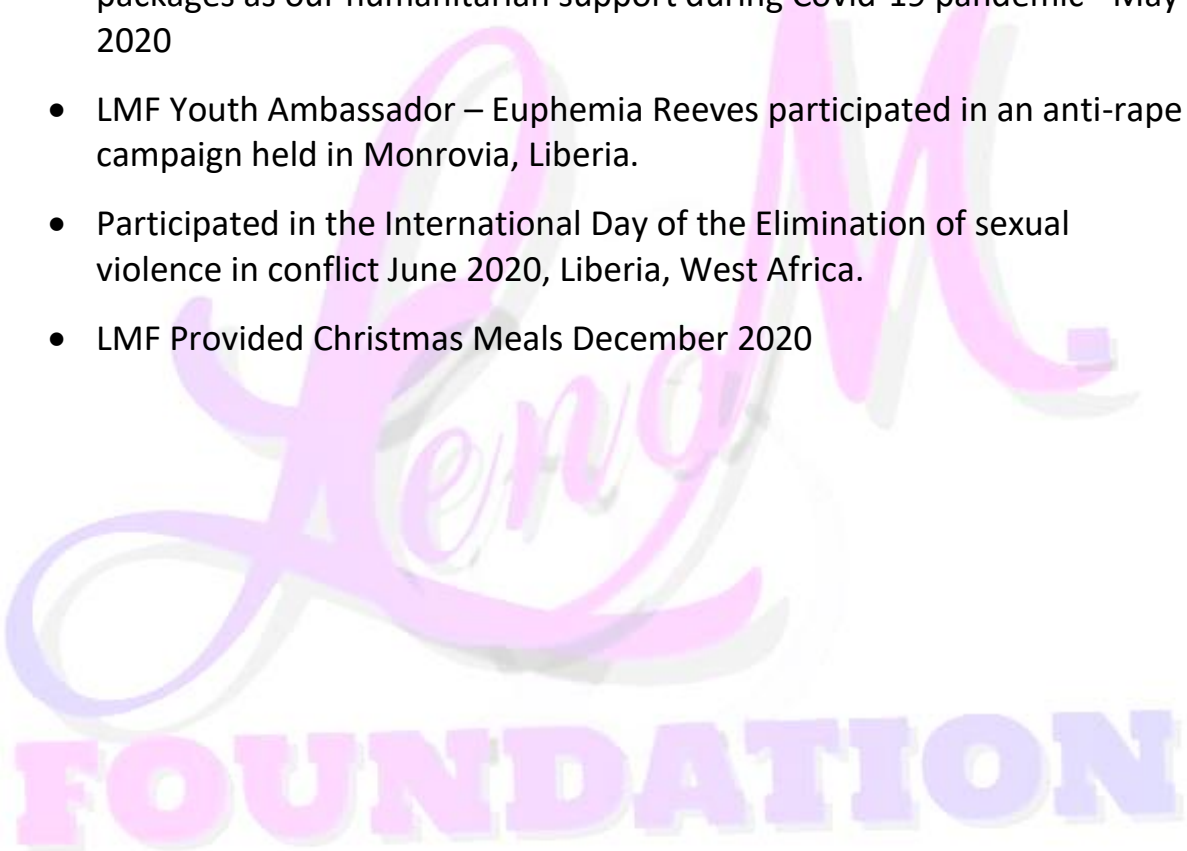 packages as our humanitarian support during Covid-19 pandemic - May
2020
• LMF Youth Ambassador – Euphemia Reeves participated in an anti-rape
campaign held in Monrovia, Liberia.
• Participated in the International Day of the Elimination of sexual
violence in conflict June 2020, Liberia, West Africa.
• LMF Provided Christmas Meals December 2020
Lena M.
FOUNDATION